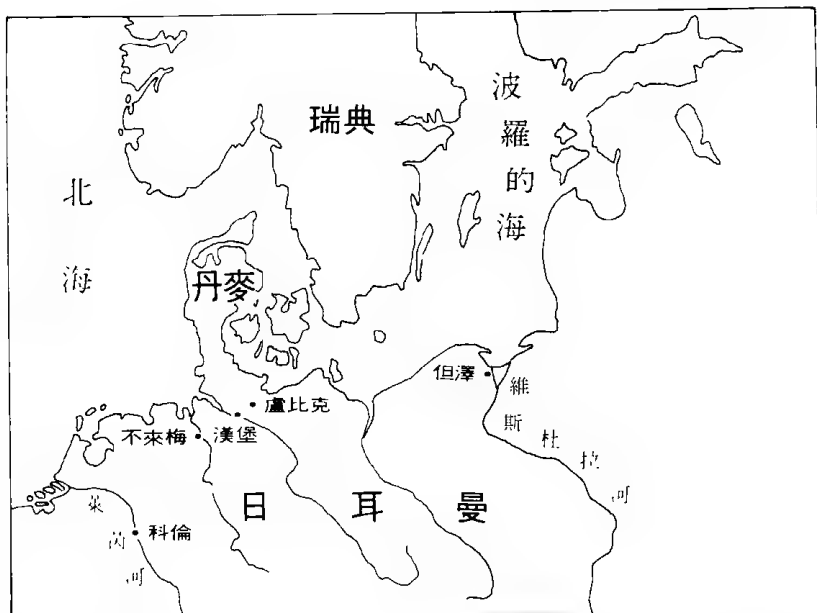 瑞典
波羅的海
北海
丹麥
但澤
維斯杜拉河
盧比克
不來梅
漢堡
日耳曼
科倫
萊茵河